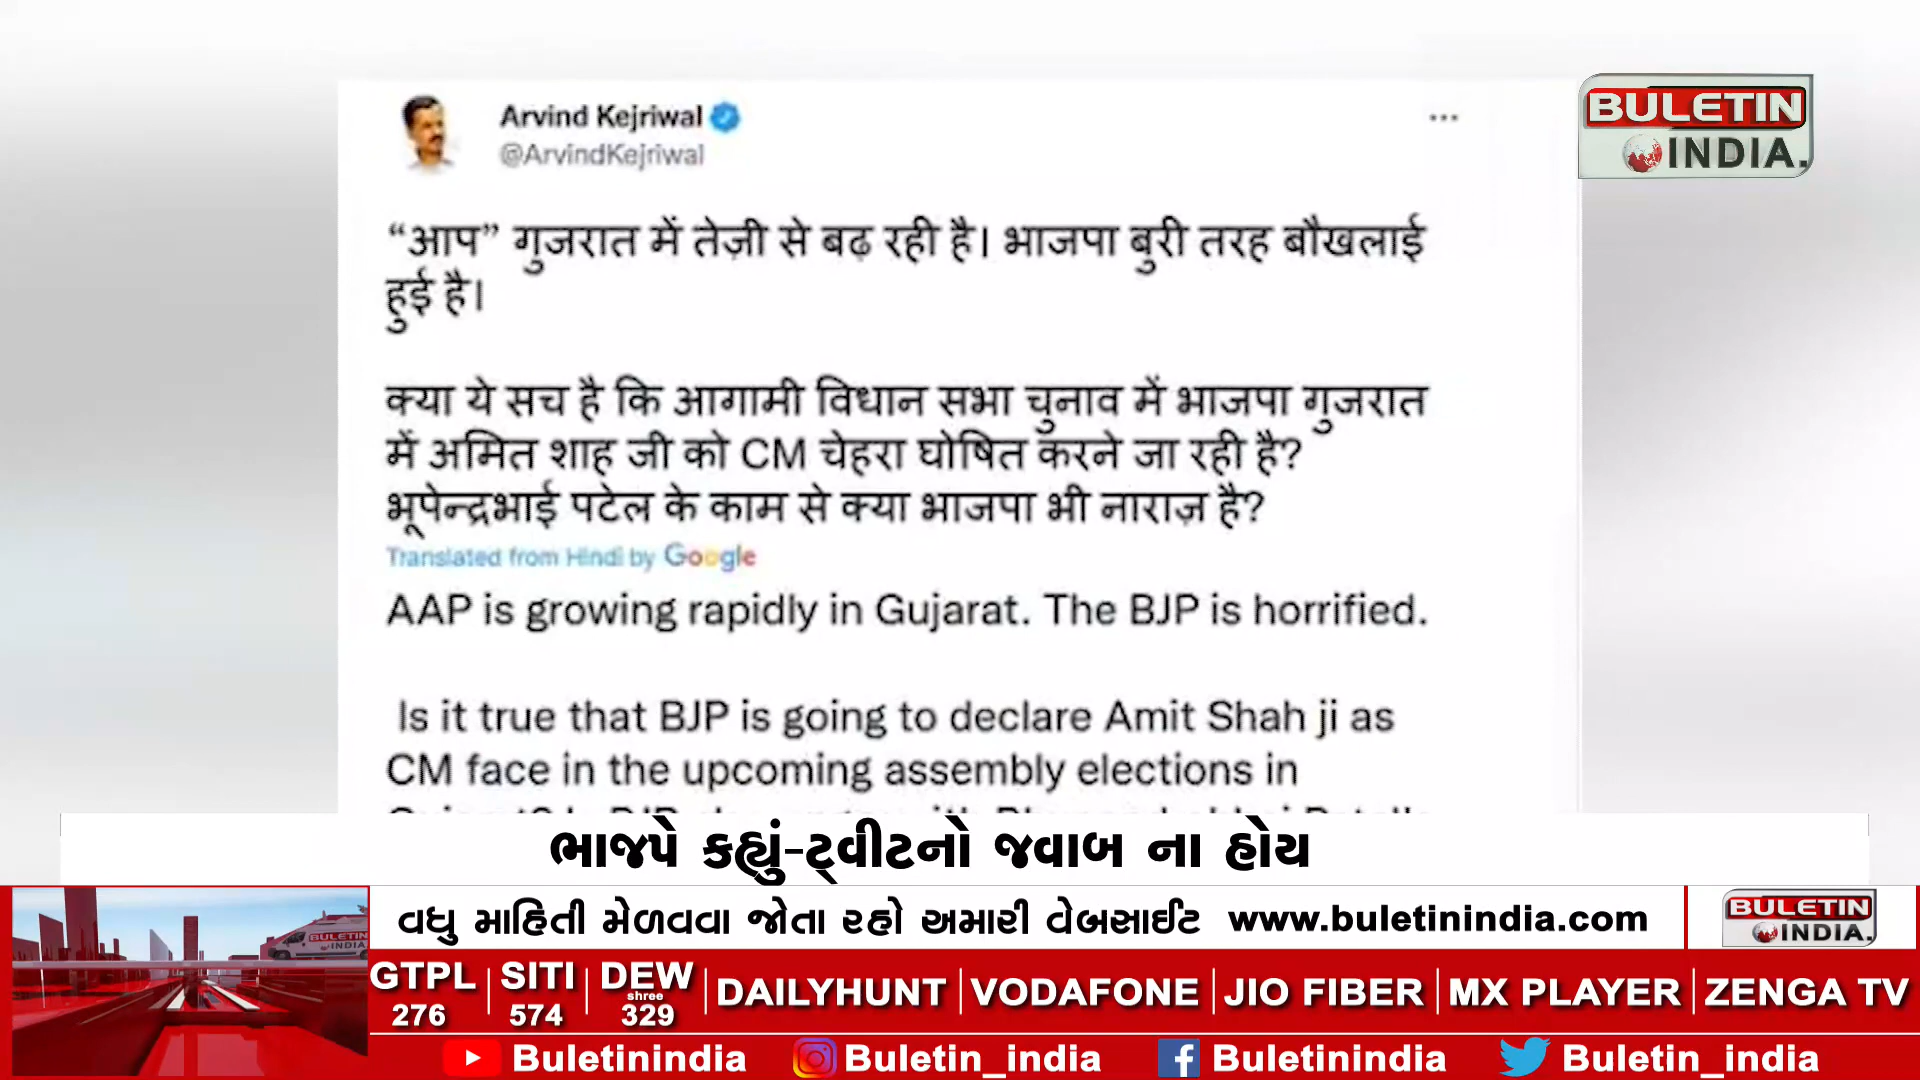 Arvind Kejriwal
@ArvindKejriwal
BULETIN
INDIA.
“आप” गुजरात में तेज़ी से बढ़ रही है। भाजपा बुरी तरह बौखलाई
हुई है।
क्या ये सच है कि आगामी विधान सभा चुनाव में भाजपा गुजरात
में अमित शाह जी को CM चेहरा घोषित करने जा रही है?
भूपेन्द्रभाई पटेल के काम से क्या भाजपा भी नाराज़ है?
Translated from Hindi by Google
AAP is growing rapidly in Gujarat. The BJP is horrified.
Is it true that BJP is going to declare Amit Shah ji as
CM face in the upcoming assembly elections in
ભાજપે કહ્યું-ટ્વીટનો જવાબ ના હોય
વધુ માહિતી મેળવવા જોતા રહો અમારી વેબસાઈટ www.buletinindia.com
BULETIN
INDIA.
BULETIN
INDIA
GTPL 276 | SITI 574 | DEW shree 329 | DAILYHUNT | VODAFONE | JIO FIBER | MX PLAYER | ZENGA TV
Buletinindia Buletin_india Buletinindia Buletin_india